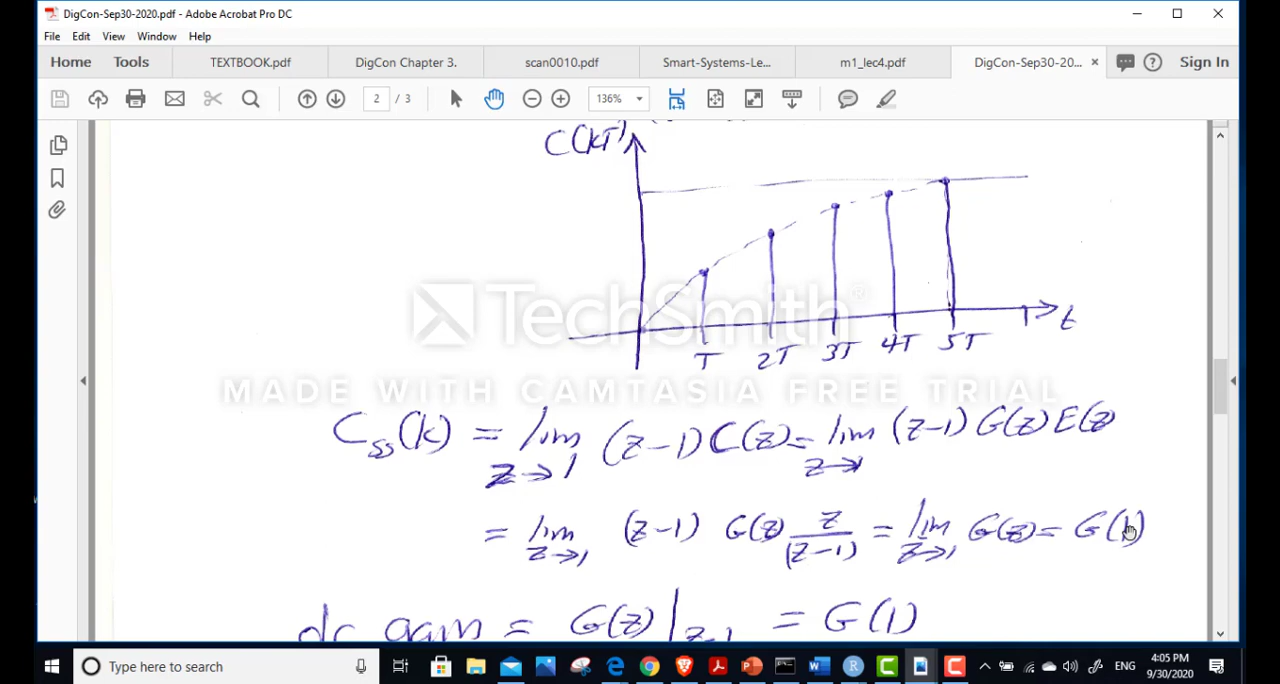 DigCon-Sep30-2020.pdf - Adobe Acrobat Pro DC
File Edit View Window Help
Home Tools TEXTBOOK.pdf DigCon Chapter 3. scan0010.pdf Smart-Systems-Le... m1_lec4.pdf DigCon-Sep30-20... × Sign In
2 / 3 136%
C(kT)
T 2T 3T 4T 5T t
TechSmith®
MADE WITH CAMTASIA FREE TRIAL
Css(k) = lim z→1 (z-1) C(z) = lim z→1 (z-1) G(z) E(z)
= lim z→1 (z-1) G(z) z/(z-1) = lim z→1 G(z) = G(1)
dc gain = G(z)|z=1 = G(1)
Type here to search ENG 4:05 PM
9/30/2020